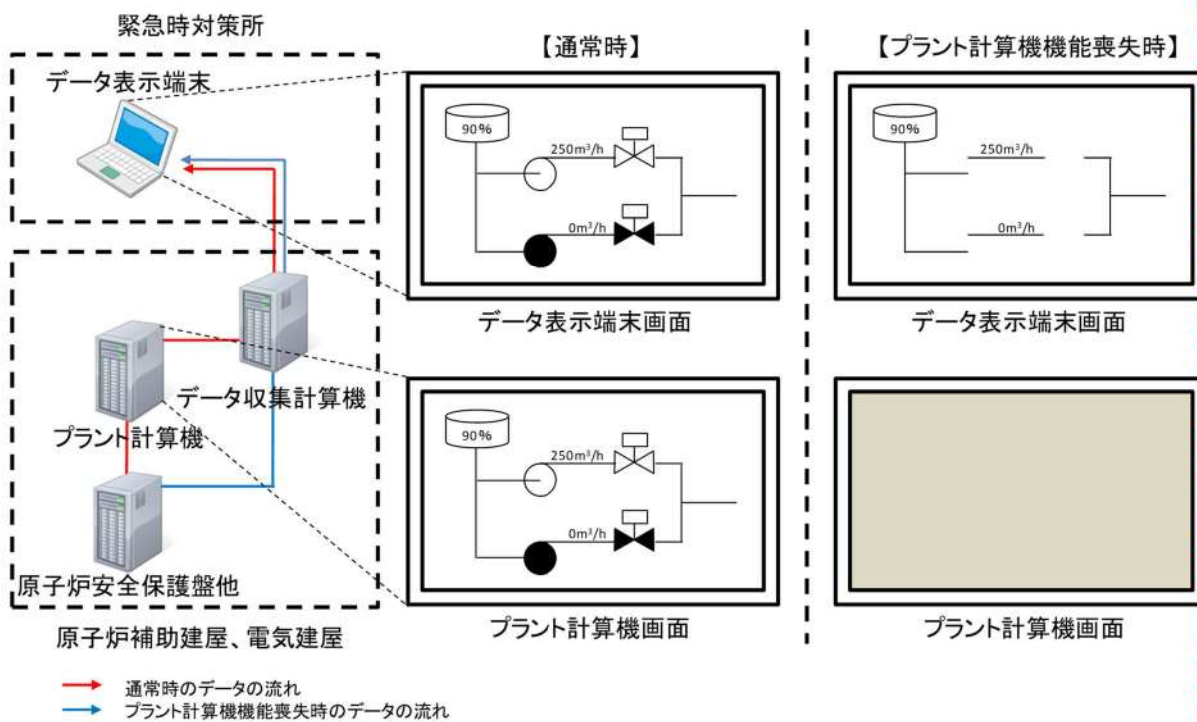 緊急時対策所
データ表示端末
データ収集計算機
プラント計算機
原子炉安全保護盤他
原子炉補助建屋、電気建屋
通常時のデータの流れ
プラント計算機機能喪失時のデータの流れ
【通常時】
90%
250m³/h
0m³/h
データ表示端末画面
90%
250m³/h
0m³/h
プラント計算機画面
【プラント計算機機能喪失時】
90%
250m³/h
0m³/h
データ表示端末画面
プラント計算機画面